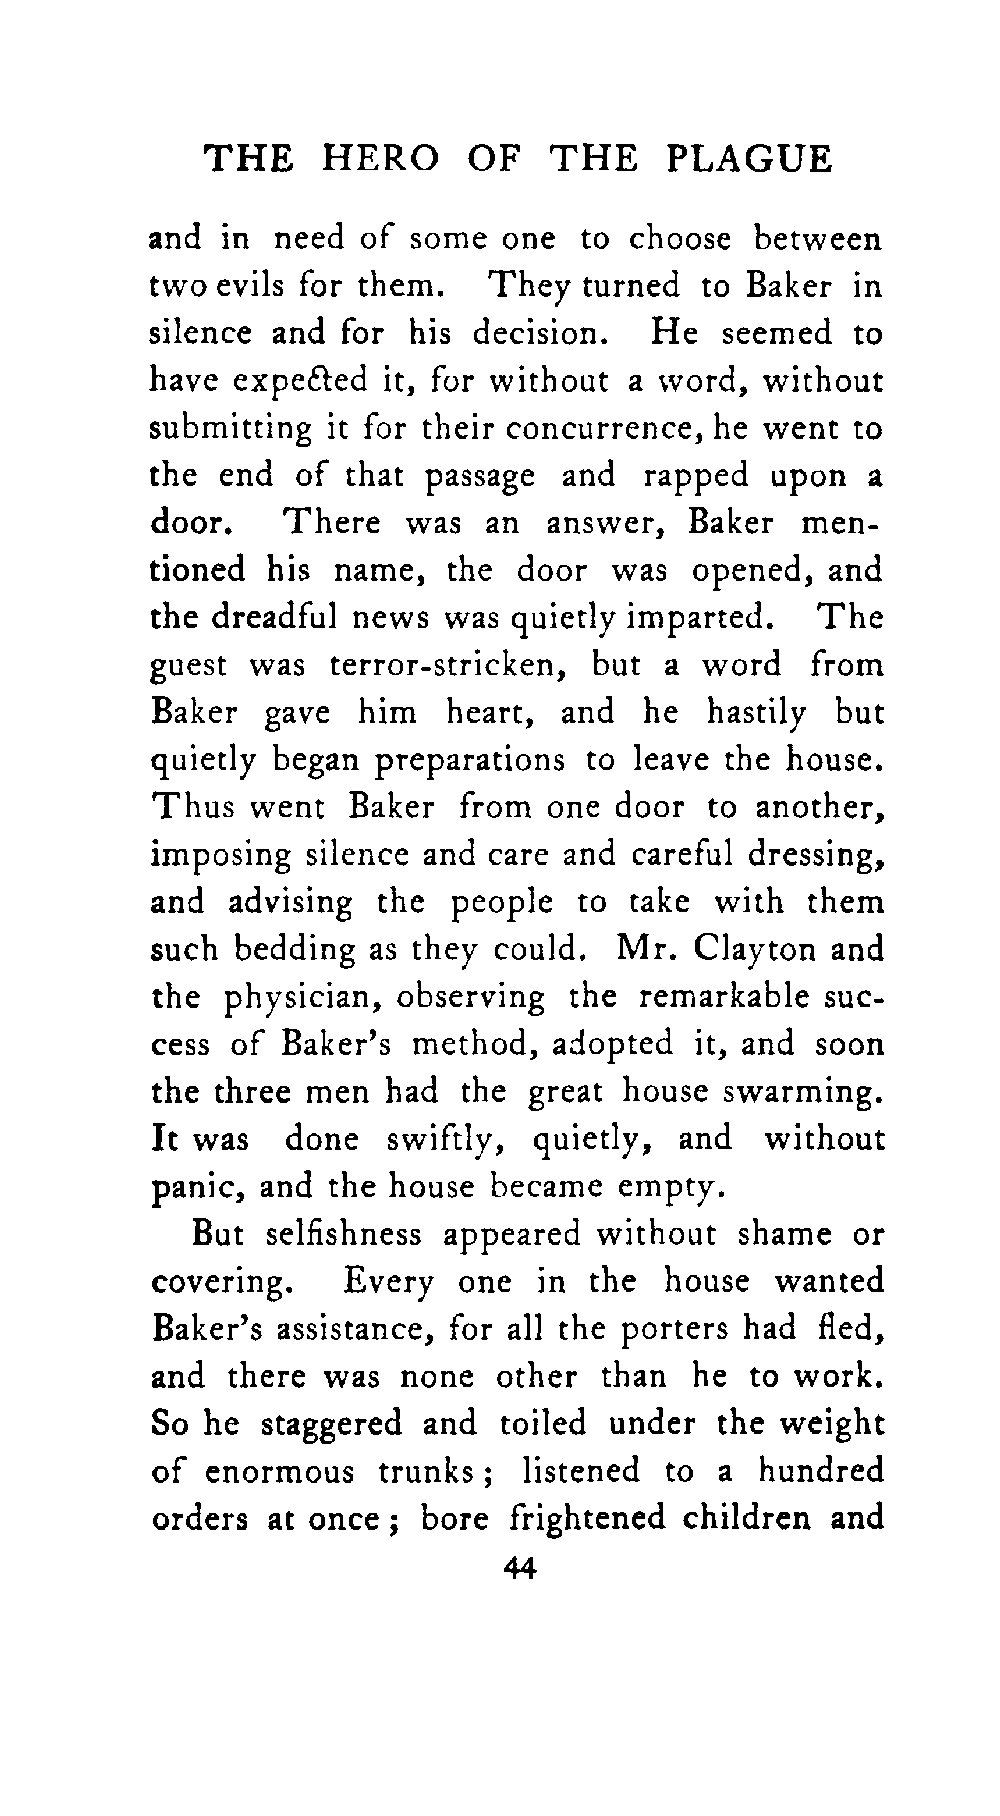 THE HERO OF THE PLAGUE
and in need of some one to choose between
two evils for them. They turned to Baker in
silence and for his decision. He seemed to
have expected it, for without a word, without
submitting it for their concurrence, he went to
the end of that passage and rapped upon a
door. There was an answer, Baker men-
tioned his name, the door was opened, and
the dreadful news was quietly imparted. The
guest was terror-stricken, but a word from
Baker gave him heart, and he hastily but
quietly began preparations to leave the house.
Thus went Baker from one door to another,
imposing silence and care and careful dressing,
and advising the people to take with them
such bedding as they could. Mr. Clayton and
the physician, observing the remarkable suc-
cess of Baker's method, adopted it, and soon
the three men had the great house swarming.
It was done swiftly, quietly, and without
panic, and the house became empty.
But selfishness appeared without shame or
covering. Every one in the house wanted
Baker's assistance, for all the porters had fled,
and there was none other than he to work.
So he staggered and toiled under the weight
of enormous trunks; listened to a hundred
orders at once; bore frightened children and
44